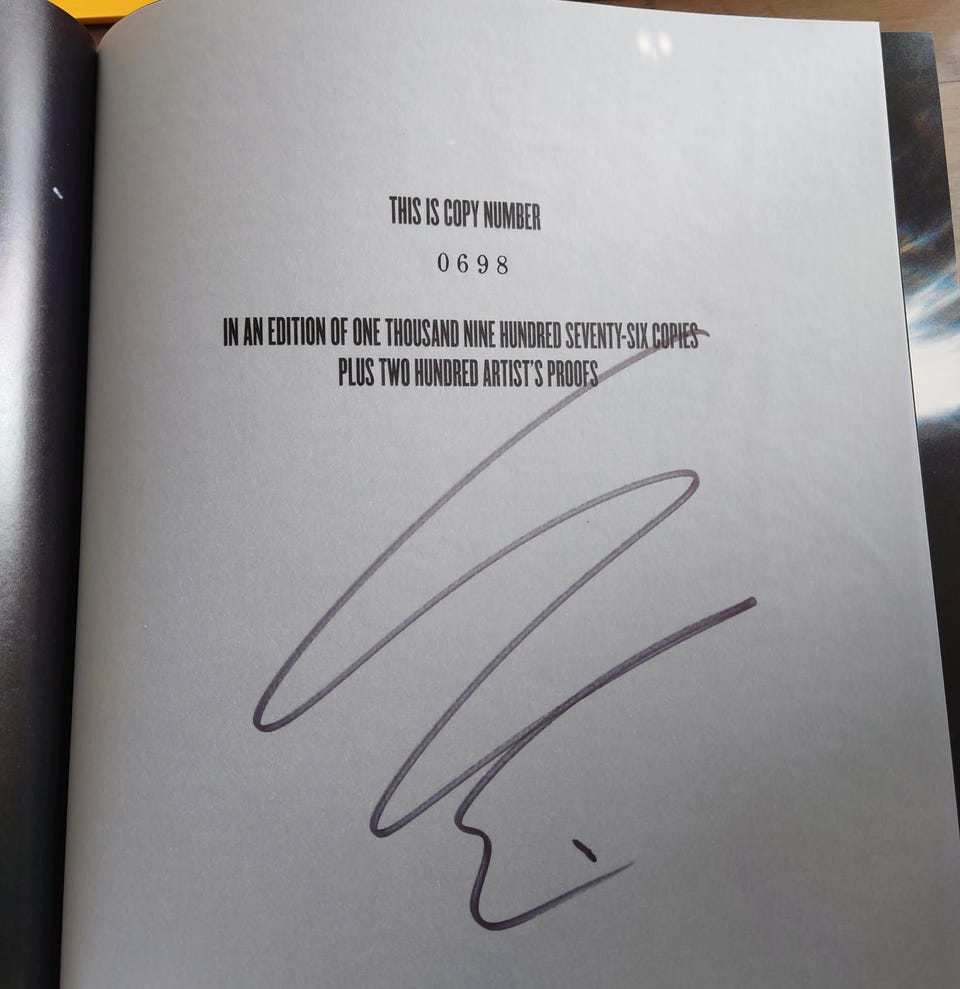 THIS IS COPY NUMBER
0698
IN AN EDITION OF ONE THOUSAND NINE HUNDRED SEVENTY-SIX COPIES
PLUS TWO HUNDRED ARTIST'S PROOFS